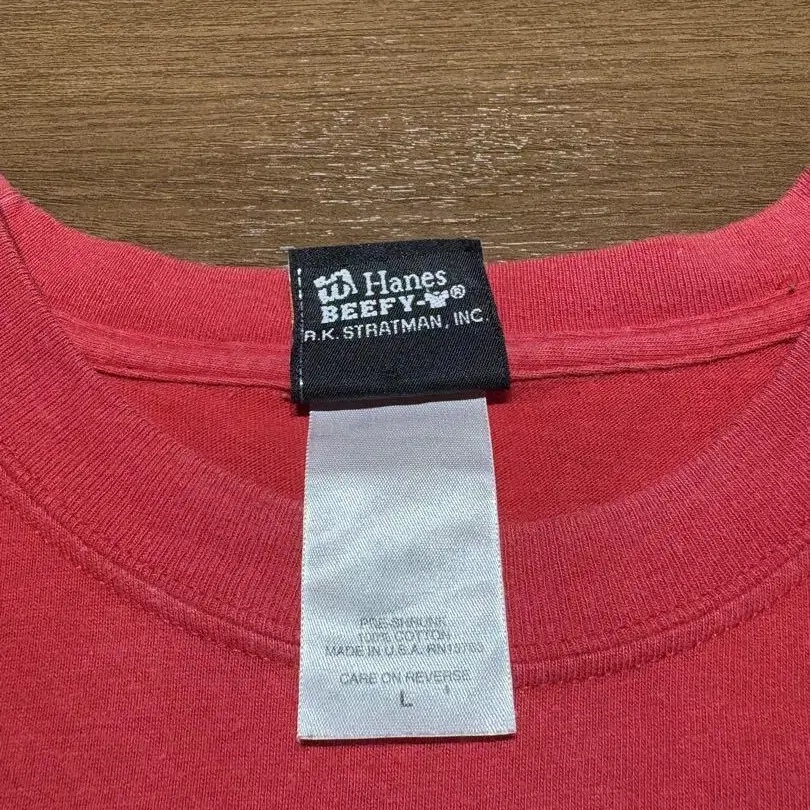 Hanes
BEEFY-®
A.K. STRATMAN, INC.
PRE-SHRUNK
100% COTTON
MADE IN U.S.A. RN15763
CARE ON REVERSE
L